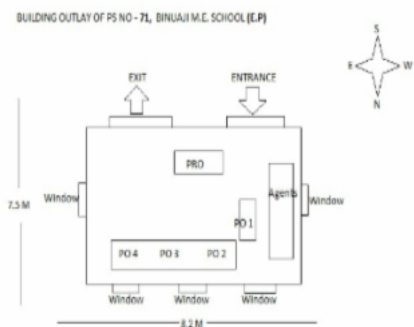 BUILDING OUTLAY OF PS NO - 71, BINUAJI M.E. SCHOOL (E.P)
S
E W
N
EXIT ENTRANCE
PRO
Agents
Window Window
7.5 M
PO 1
PO 4 PO 3 PO 2
Window Window Window
8.2 M